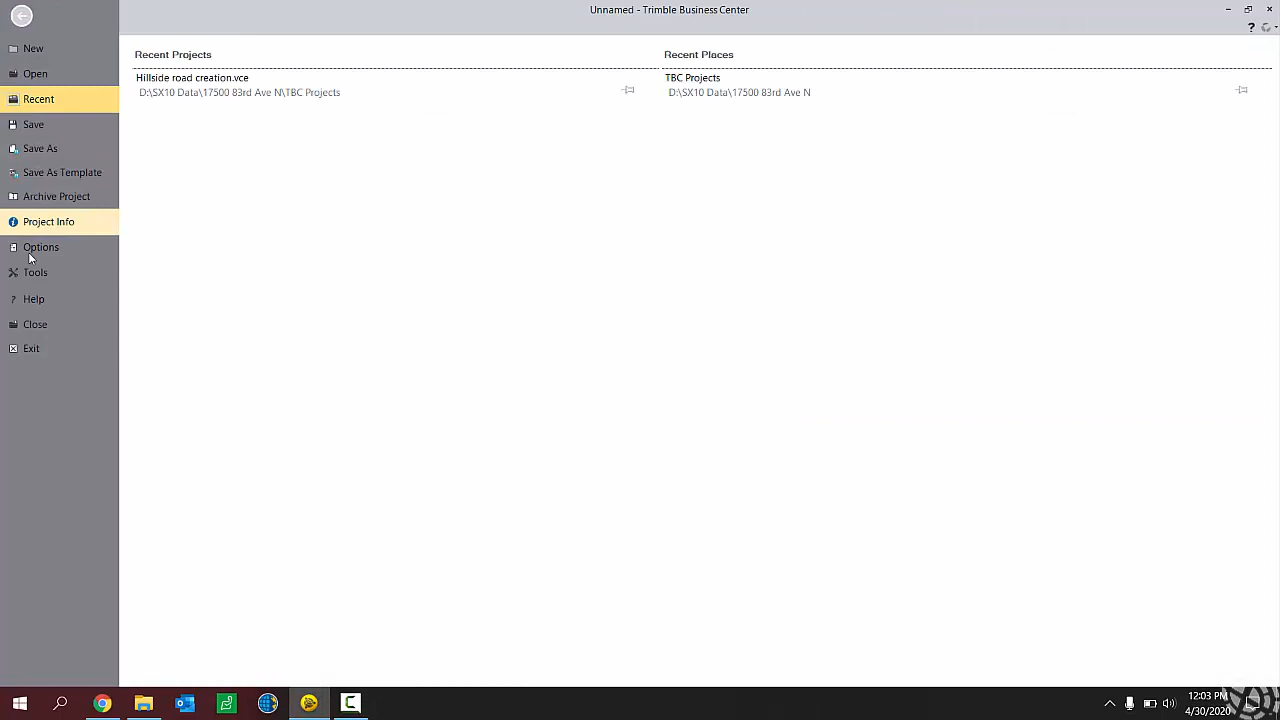 Unnamed - Trimble Business Center
?
New
Open
Recent
Save
Save As
Save As Template
Archive Project
Project Info
Options
Tools
Help
Close
Exit
Recent Projects
Hillside road creation.vce
D:\SX10 Data\17500 83rd Ave N\TBC Projects
Recent Places
TBC Projects
D:\SX10 Data\17500 83rd Ave N
12:03 PM
4/30/2020